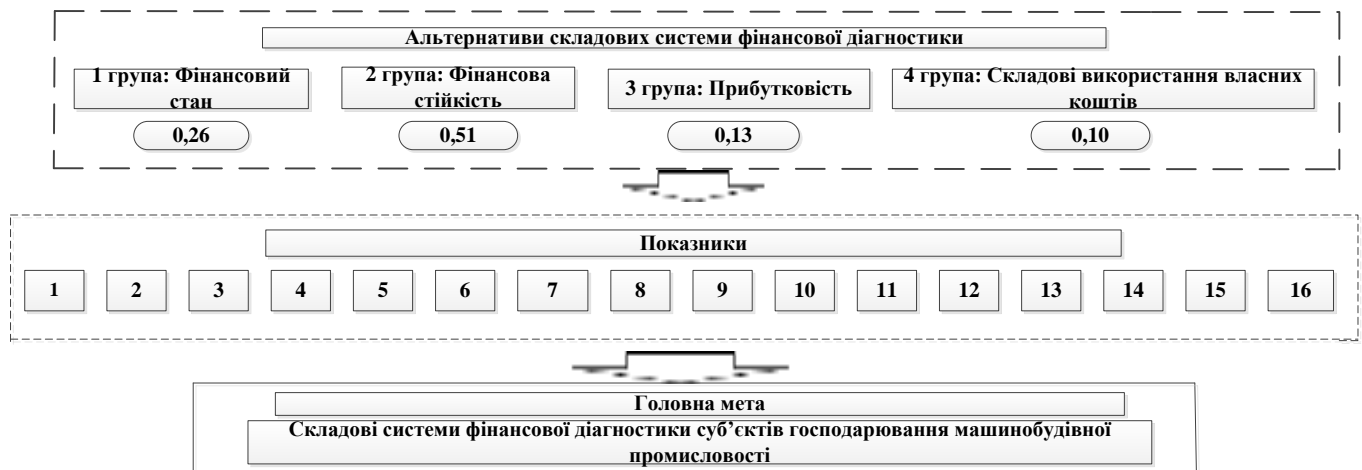 Альтернативи складових системи фінансової діагностики
1 група: Фінансовий
стан
2 група: Фінансова
стійкість
3 група: Прибутковість
4 група: Складові використання власних
коштів
0,26
0,51
0,13
0,10
Показники
1 2 3 4 5 6 7 8 9 10 11 12 13 14 15 16
Головна мета
Складові системи фінансової діагностики суб’єктів господарювання машинобудівної
промисловості